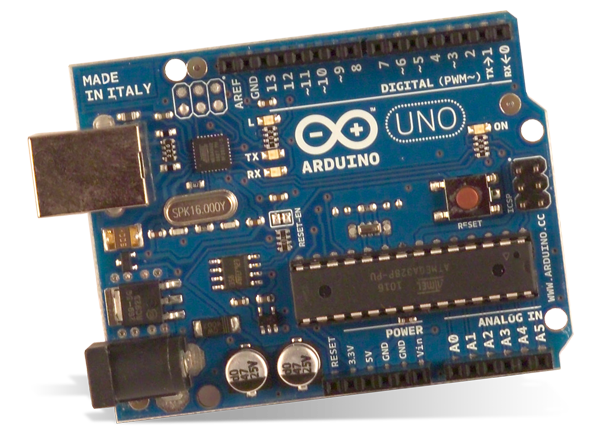 MADE
IN ITALY
AREF
GND
13
12
~11
~10
~9
8
7
~6
~5
4
~3
2
TX→1
RX←0
DIGITAL (PWM~)
L
TX
RX
ARDUINO
™
UNO
ON
SPK16.000Y
RESET-EN
RESET
ICSP
ATMEL
ATMEGA328P-PU
1016
WWW.ARDUINO.CC
POWER
ANALOG IN
RESET
3.3V
5V
GND
GND
Vin
A0
A1
A2
A3
A4
A5
47
25V
47
25V